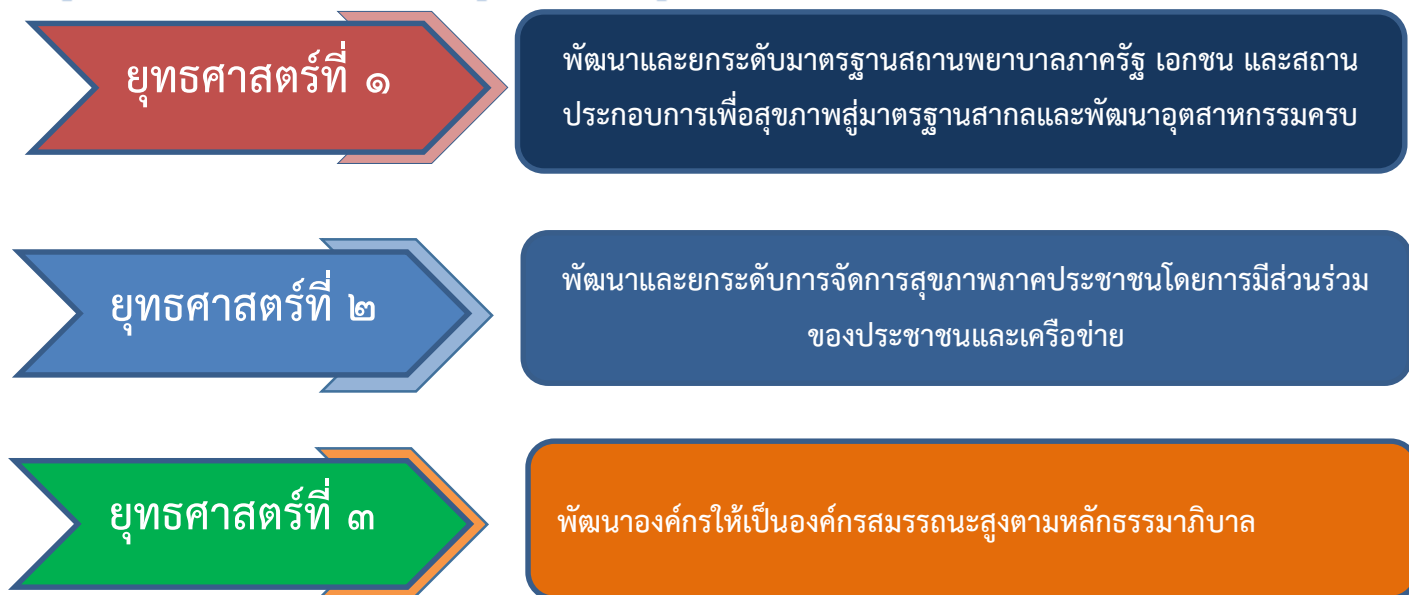 ยุทธศาสตร์ที่ ๑
พัฒนาและยกระดับมาตรฐานสถานพยาบาลภาครัฐ เอกชน และสถาน
ประกอบการเพื่อสุขภาพสู่มาตรฐานสากลและพัฒนาอุตสาหกรรมครบ
ยุทธศาสตร์ที่ ๒
พัฒนาและยกระดับการจัดการสุขภาพภาคประชาชนโดยการมีส่วนร่วม
ของประชาชนและเครือข่าย
ยุทธศาสตร์ที่ ๓
พัฒนาองค์กรให้เป็นองค์กรสมรรถนะสูงตามหลักธรรมาภิบาล